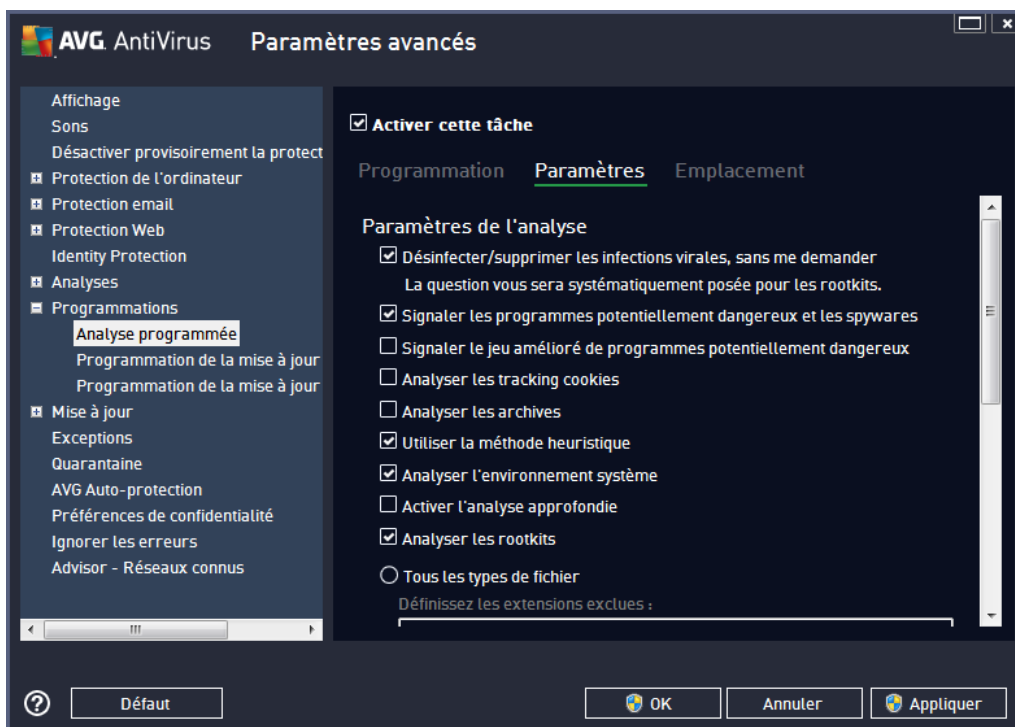 AVG. AntiVirus Paramètres avancés
Affichage
Sons
Désactiver provisoirement la protect
Protection de l'ordinateur
Protection email
Protection Web
Identity Protection
Analyses
Programmations
Analyse programmée
Programmation de la mise à jour
Programmation de la mise à jour
Mise à jour
Exceptions
Quarantaine
AVG Auto-protection
Préférences de confidentialité
Ignorer les erreurs
Advisor - Réseaux connus
Activer cette tâche
Programmation Paramètres Emplacement
Paramètres de l'analyse
Désinfecter/supprimer les infections virales, sans me demander
La question vous sera systématiquement posée pour les rootkits.
Signaler les programmes potentiellement dangereux et les spywares
Signaler le jeu amélioré de programmes potentiellement dangereux
Analyser les tracking cookies
Analyser les archives
Utiliser la méthode heuristique
Analyser l'environnement système
Activer l'analyse approfondie
Analyser les rootkits
Tous les types de fichier
Définissez les extensions exclues :
? Défaut OK Annuler Appliquer